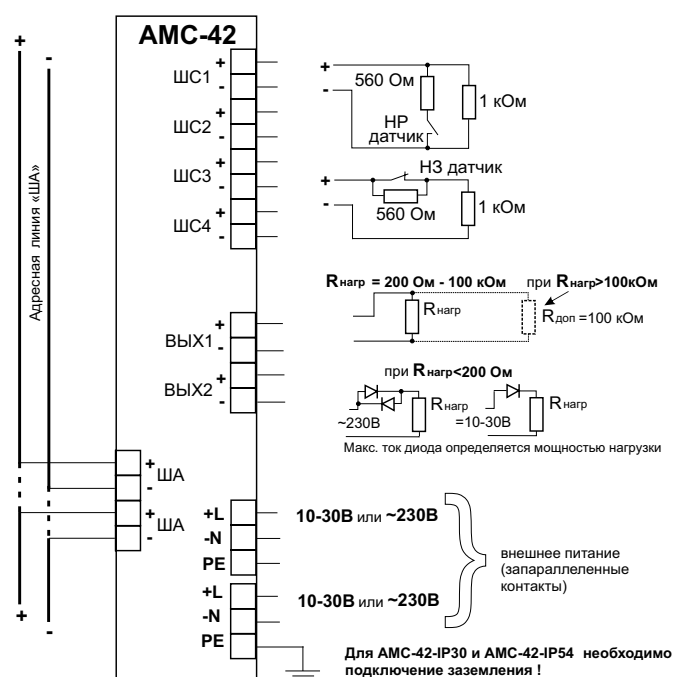 АМС-42
+
-
ШС1
+
-
ШС2
+
-
ШС3
+
-
ШС4
+
-
ВЫХ1
+
-
ВЫХ2
+
-
+
-
Адресная линия «ША»
+
-
ША
+
-
ША
+
-
+L
-N
PE
+L
-N
PE
+
-
560 Ом
НР
датчик
1 кОм
+
-
НЗ датчик
560 Ом
1 кОм
Rнагр = 200 Ом - 100 кОм
при Rнагр>100кОм
Rнагр
Rдоп =100 кОм
при Rнагр<200 Ом
~230В
Rнагр
=10-30В
Rнагр
Макс. ток диода определяется мощностью нагрузки
10-30В или ~230В
10-30В или ~230В
внешнее питание
(запараллеленные
контакты)
Для АМС-42-IP30 и АМС-42-IP54 необходимо
подключение заземления !